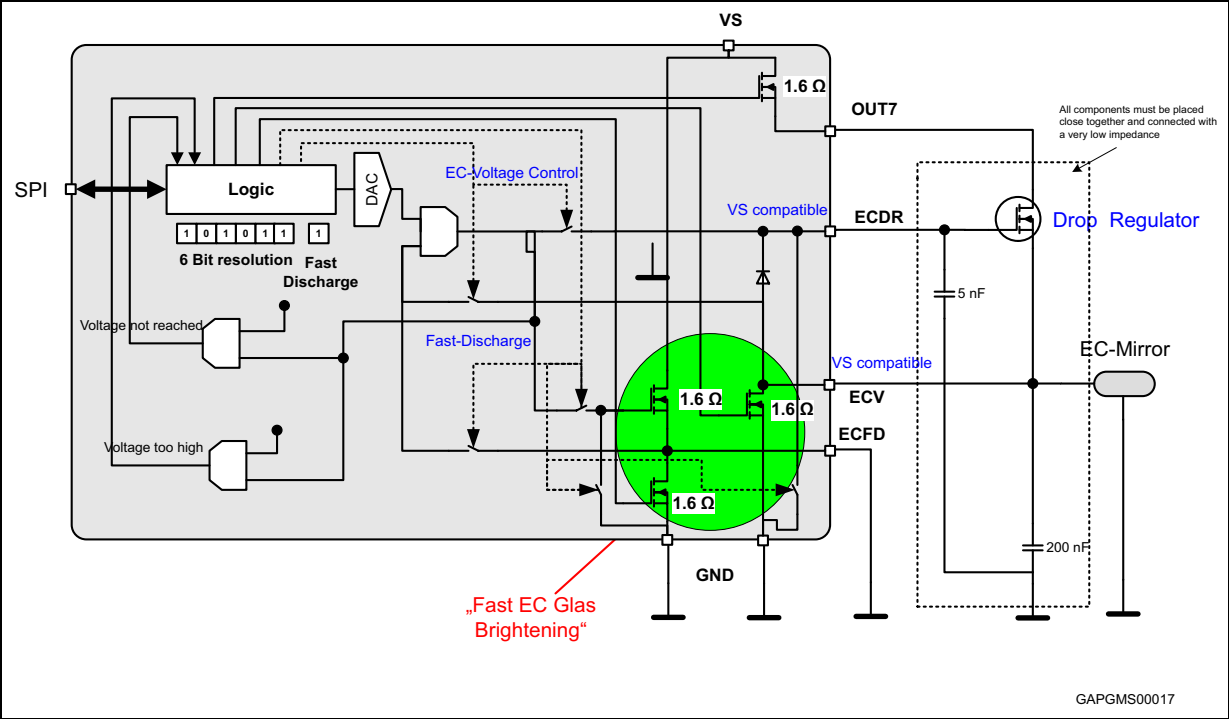 VS
1.6 Ω
OUT7
All components must be placed
close together and connected with
a very low impedance
SPI
Logic
DAC
EC-Voltage Control
VS compatible
ECDR
Drop Regulator
1 0 1 0 1 1 1
6 Bit resolution
Fast
Discharge
5 nF
Voltage not reached
Fast-Discharge
VS compatible
EC-Mirror
1.6 Ω
1.6 Ω
ECV
ECFD
Voltage too high
1.6 Ω
200 nF
GND
„Fast EC Glas
Brightening“
GAPGMS00017